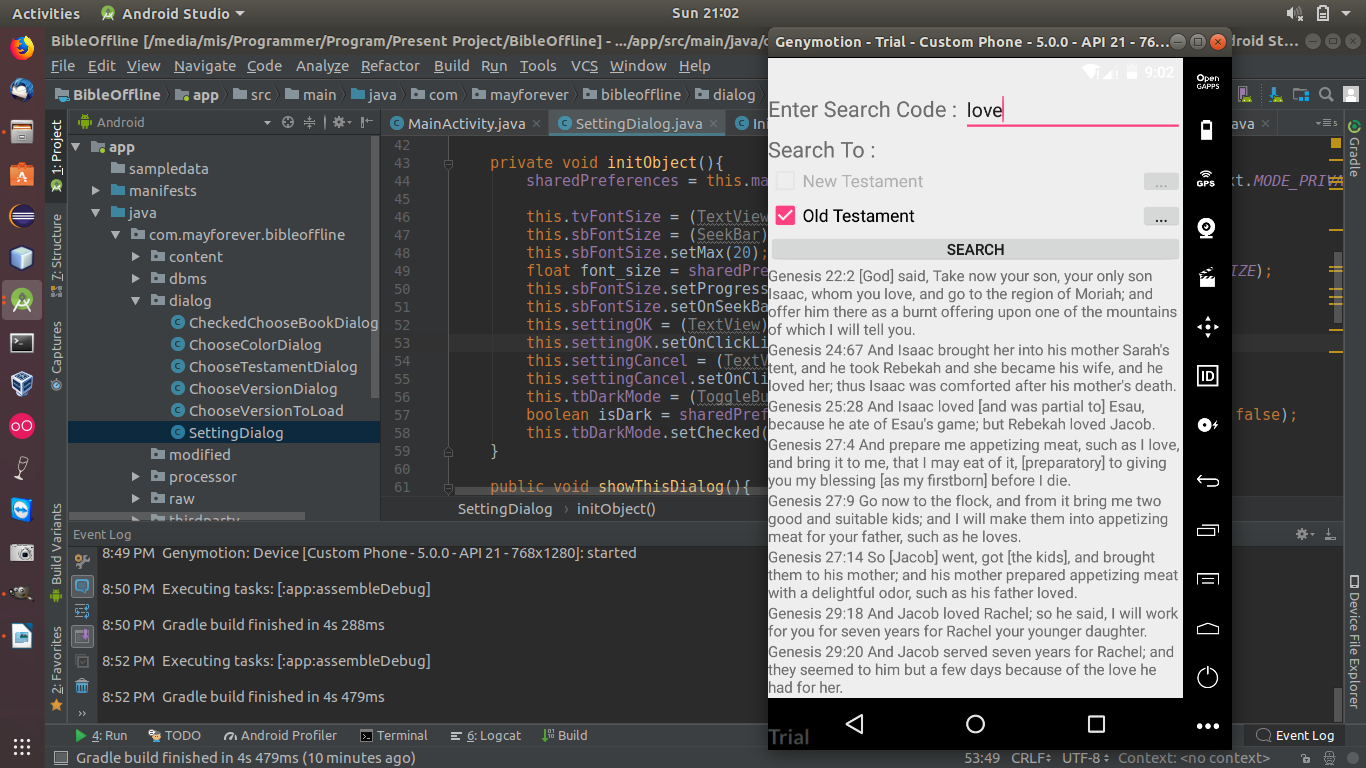 Activities
Android Studio
Sun 21:02
BibleOffline [/media/mis/Programmer/Program/Present Project/BibleOffline] - .../app/src/main/java/c
droid St...
File Edit View Navigate Code Analyze Refactor Build Run Tools VCS Window Help
BibleOffline app src main java com mayforever bibleoffline dialog
Android
MainActivity.java
SettingDialog.java
Ini
ava
1: Project
7: Structure
Captures
Build Variants
2: Favorites
Gradle
Device File Explorer
app
sampledata
manifests
java
com.mayforever.bibleoffline
content
dbms
dialog
CheckedChooseBookDialog
ChooseColorDialog
ChooseTestamentDialog
ChooseVersionDialog
ChooseVersionToLoad
SettingDialog
modified
processor
raw
thirdparty
42
43 private void initObject(){
44 sharedPreferences = this.ma
xt.MODE_PRIVA
45
46 this.tvFontSize = (TextView
47 this.sbFontSize = (SeekBar)
48 this.sbFontSize.setMax(20);
49 float font_size = sharedPre
IZE);
50 this.sbFontSize.setProgress
51 this.sbFontSize.setOnSeekBa
52 this.settingOK = (TextView)
53 this.settingOK.setOnClickLi
54 this.settingCancel = (TextV
55 this.settingCancel.setOnCli
56 this.tbDarkMode = (ToggleBu
57 boolean isDark = sharedPref
false);
58 this.tbDarkMode.setChecked(
59 }
60
61 public void showThisDialog(){
SettingDialog › initObject()
Event Log
8:49 PM Genymotion: Device [Custom Phone - 5.0.0 - API 21 - 768x1280]: started
8:50 PM Executing tasks: [:app:assembleDebug]
8:50 PM Gradle build finished in 4s 288ms
8:52 PM Executing tasks: [:app:assembleDebug]
8:52 PM Gradle build finished in 4s 479ms
4: Run TODO Android Profiler Terminal 6: Logcat Build
Event Log
Gradle build finished in 4s 479ms (10 minutes ago)
53:49 CRLF UTF-8 Context: <no context>
Genymotion - Trial - Custom Phone - 5.0.0 - API 21 - 76...
9:02
Enter Search Code : love
Search To :
New Testament ...
Old Testament ...
SEARCH
Genesis 22:2 [God] said, Take now your son, your only son
Isaac, whom you love, and go to the region of Moriah; and
offer him there as a burnt offering upon one of the mountains
of which I will tell you.
Genesis 24:67 And Isaac brought her into his mother Sarah's
tent, and he took Rebekah and she became his wife, and he
loved her; thus Isaac was comforted after his mother's death.
Genesis 25:28 And Isaac loved [and was partial to] Esau,
because he ate of Esau's game; but Rebekah loved Jacob.
Genesis 27:4 And prepare me appetizing meat, such as I love,
and bring it to me, that I may eat of it, [preparatory] to giving
you my blessing [as my firstborn] before I die.
Genesis 27:9 Go now to the flock, and from it bring me two
good and suitable kids; and I will make them into appetizing
meat for your father, such as he loves.
Genesis 27:14 So [Jacob] went, got [the kids], and brought
them to his mother; and his mother prepared appetizing meat
with a delightful odor, such as his father loved.
Genesis 29:18 And Jacob loved Rachel; so he said, I will work
for you for seven years for Rachel your younger daughter.
Genesis 29:20 And Jacob served seven years for Rachel; and
they seemed to him but a few days because of the love he
had for her.
Trial
Open
GAPPS
GPS
ID